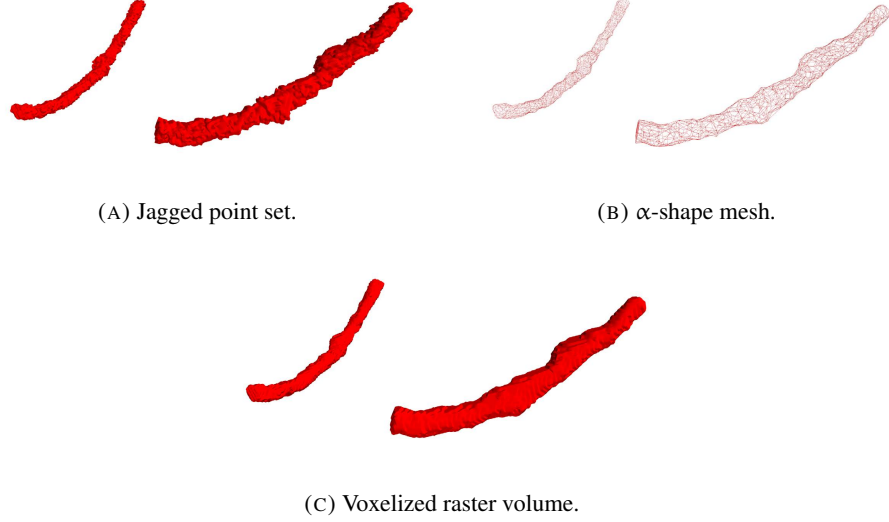 (A) Jagged point set.
(B) α-shape mesh.
(C) Voxelized raster volume.